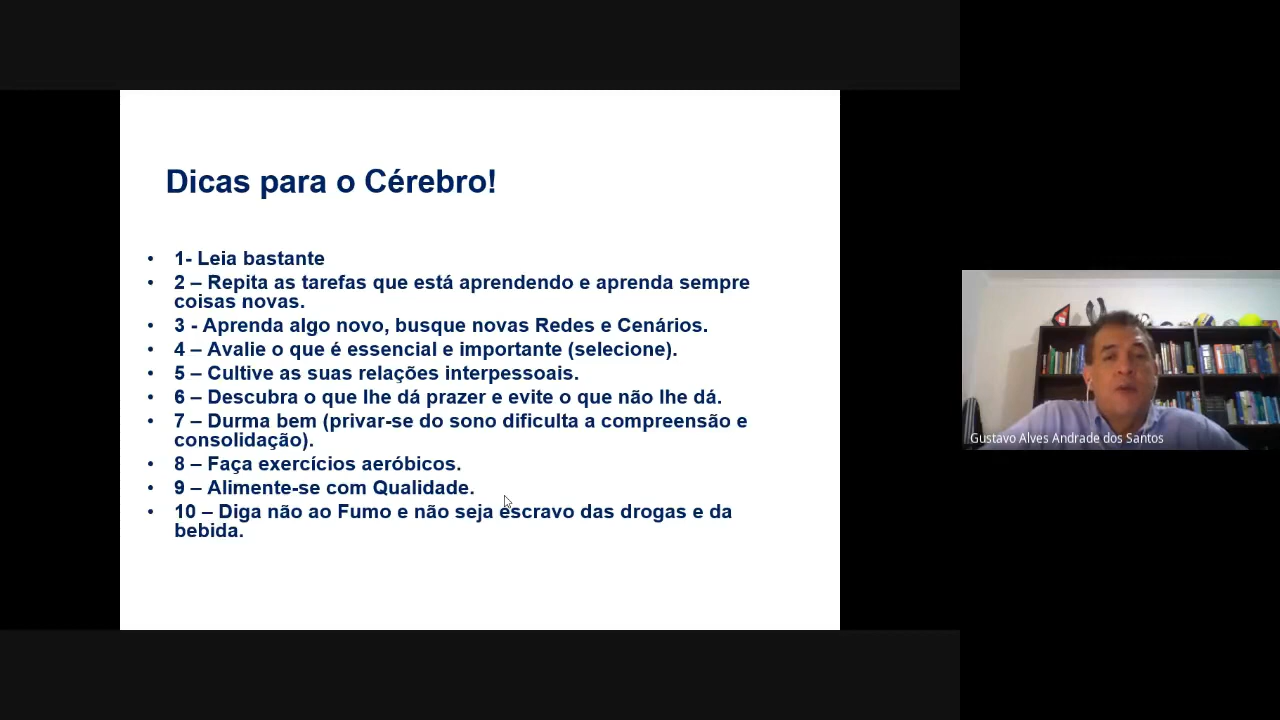 Dicas para o Cérebro!
• 1- Leia bastante
• 2 – Repita as tarefas que está aprendendo e aprenda sempre
coisas novas.
• 3 - Aprenda algo novo, busque novas Redes e Cenários.
• 4 – Avalie o que é essencial e importante (selecione).
• 5 – Cultive as suas relações interpessoais.
• 6 – Descubra o que lhe dá prazer e evite o que não lhe dá.
• 7 – Durma bem (privar-se do sono dificulta a compreensão e
consolidação).
• 8 – Faça exercícios aeróbicos.
• 9 – Alimente-se com Qualidade.
• 10 – Diga não ao Fumo e não seja escravo das drogas e da
bebida.
Gustavo Alves Andrade dos Santos